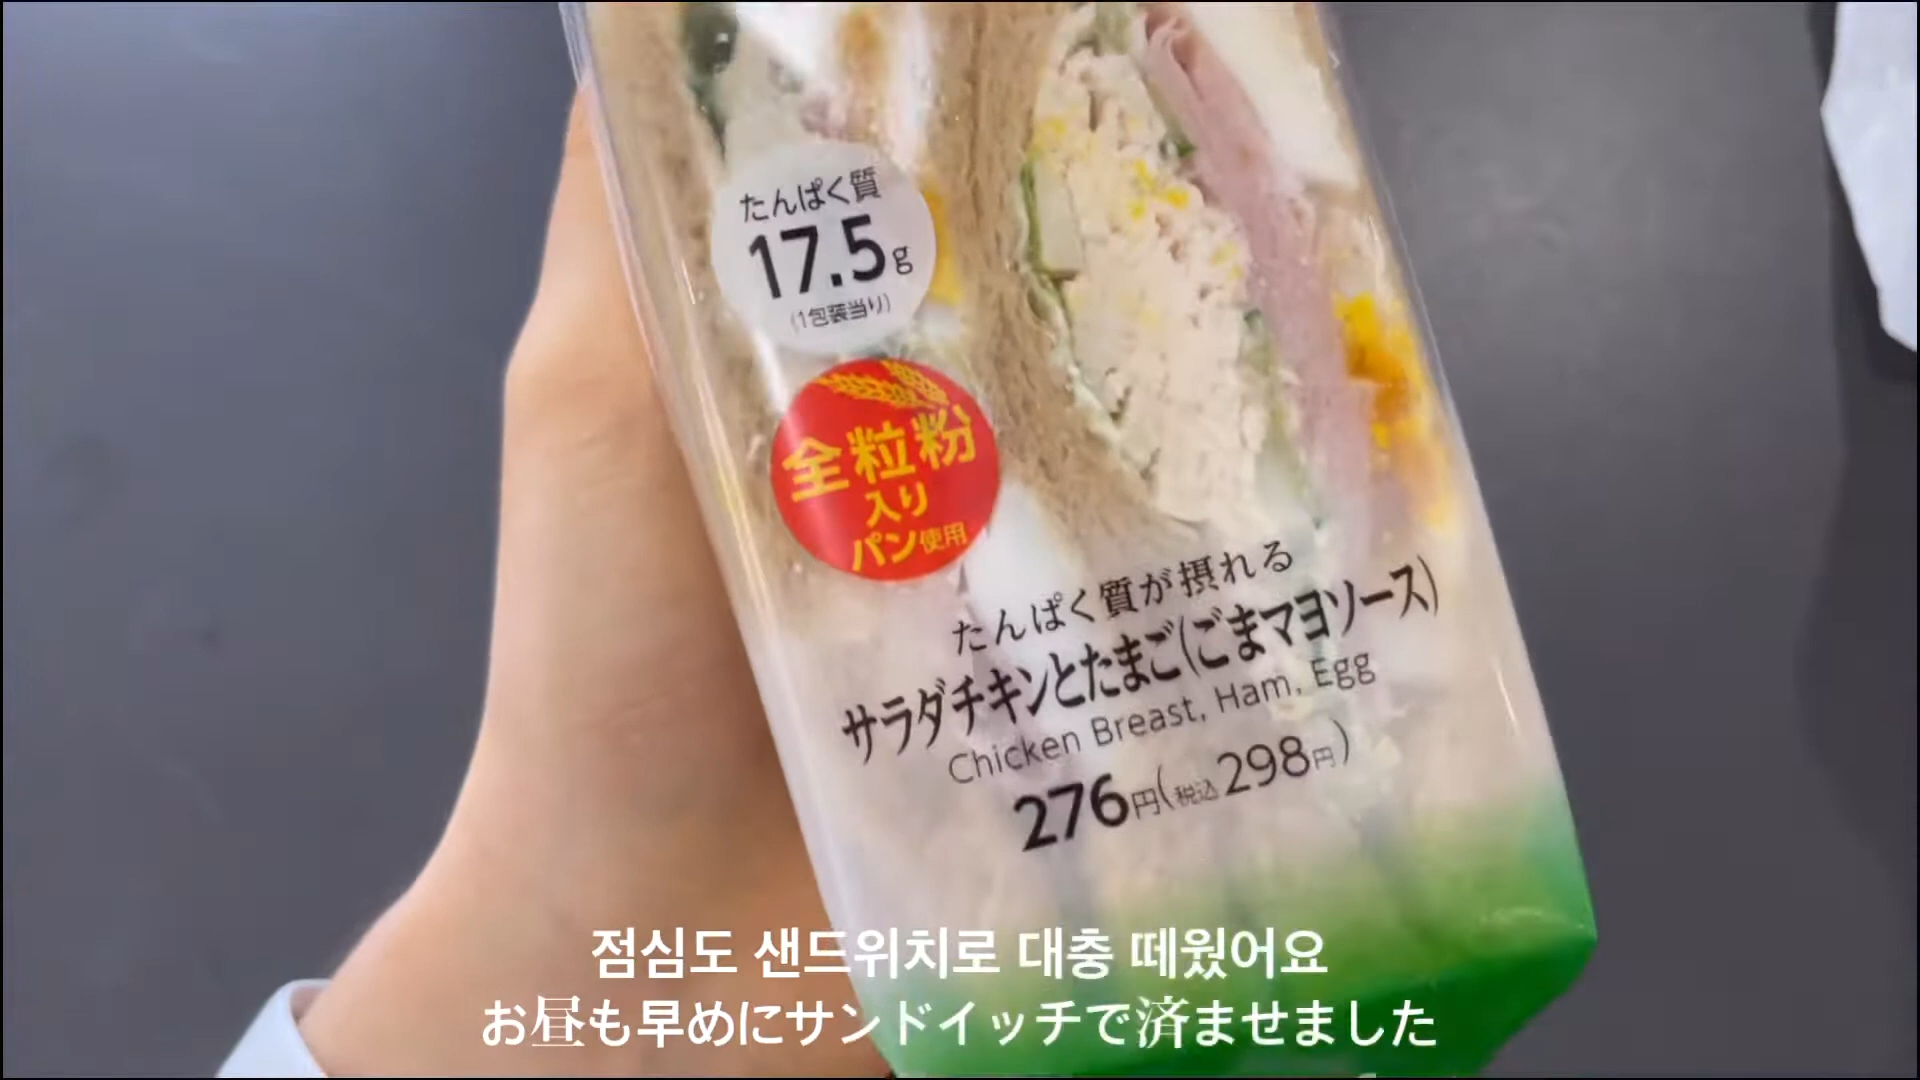 たんぱく質
17.5g
(1包装当り)
全粒粉
入り
パン使用
たんぱく質が摂れる
サラダチキンとたまご(ごまマヨソース)
Chicken Breast, Ham, Egg
276円(税込298円)
점심도 샌드위치로 대충 떼웠어요
お昼も早めにサンドイッチで済ませました